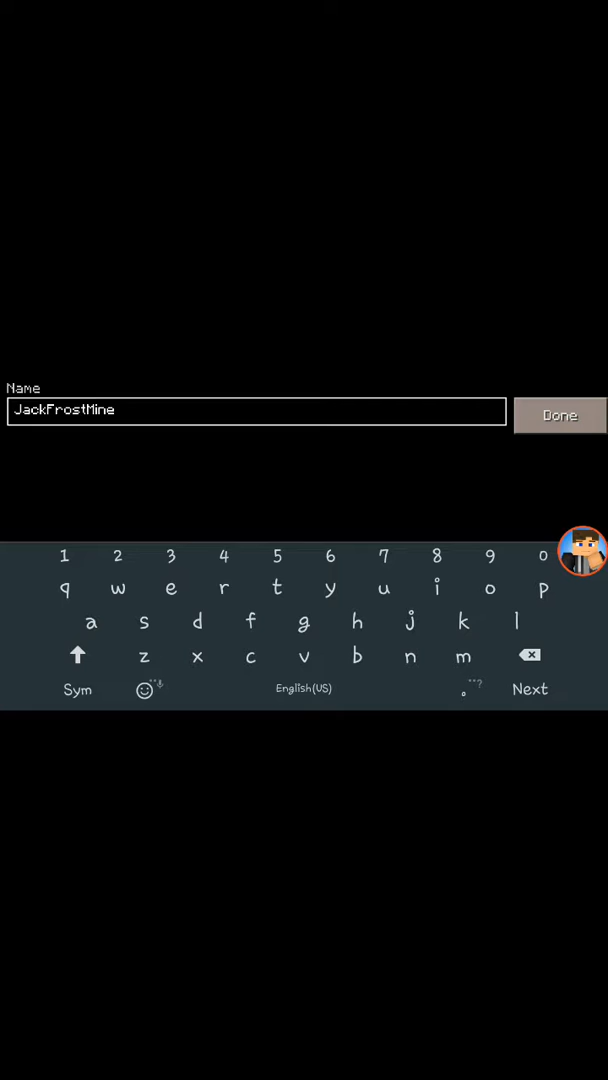 Name
JackFrostMine
Done
1 2 3 4 5 6 7 8 9 0
q w e r t y u i o p
a s d f g h j k l
z x c v b n m
Sym English(US) . ? Next